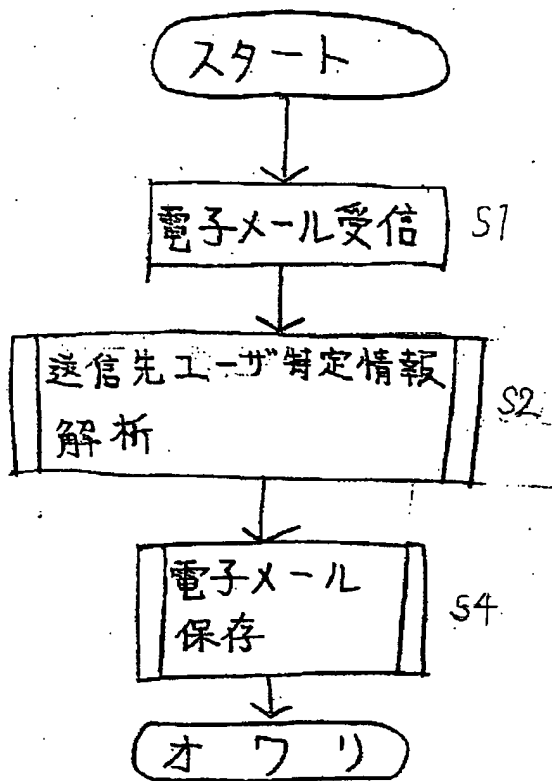 スタート
電子メール受信 S1
送信先ユーザ特定情報
解析 S2
電子メール
保存 S4
オワリ